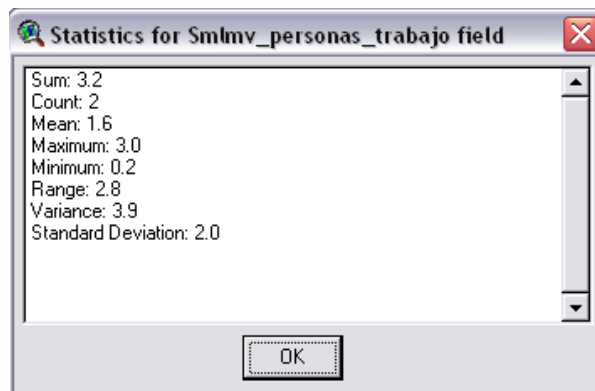 Statistics for Smlmv_personas_trabajo field
Sum: 3.2
Count: 2
Mean: 1.6
Maximum: 3.0
Minimum: 0.2
Range: 2.8
Variance: 3.9
Standard Deviation: 2.0
OK